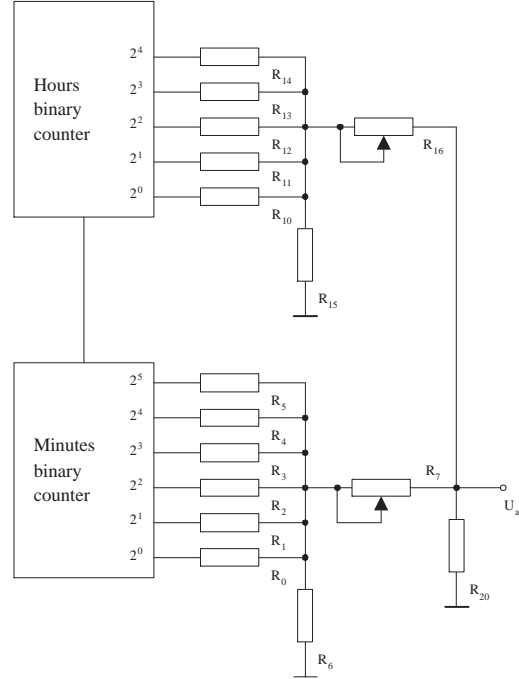 Hours
binary
counter
2⁴
2³
2²
2¹
2⁰
R₁₄
R₁₃
R₁₂
R₁₁
R₁₀
R₁₅
R₁₆
Minutes
binary
counter
2⁵
2⁴
2³
2²
2¹
2⁰
R₅
R₄
R₃
R₂
R₁
R₀
R₆
R₇
Uₐ
R₂₀